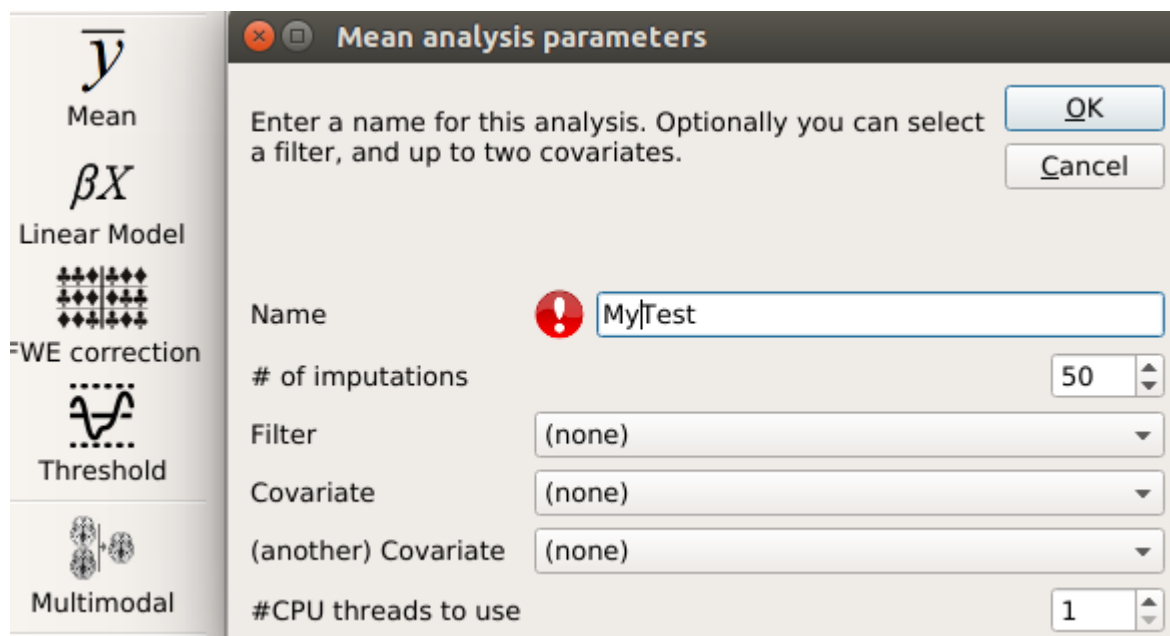 y
Mean
βX
Linear Model
FWE correction
Threshold
Multimodal
Mean analysis parameters
Enter a name for this analysis. Optionally you can select
a filter, and up to two covariates.
OK
Cancel
Name
MyTest
# of imputations
50
Filter
(none)
Covariate
(none)
(another) Covariate
(none)
#CPU threads to use
1